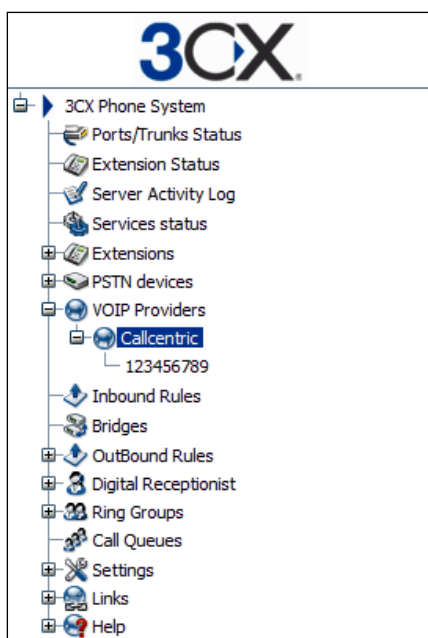 3CX
3CX Phone System
Ports/Trunks Status
Extension Status
Server Activity Log
Services status
Extensions
PSTN devices
VOIP Providers
Callcentric
123456789
Inbound Rules
Bridges
OutBound Rules
Digital Receptionist
Ring Groups
Call Queues
Settings
Links
Help